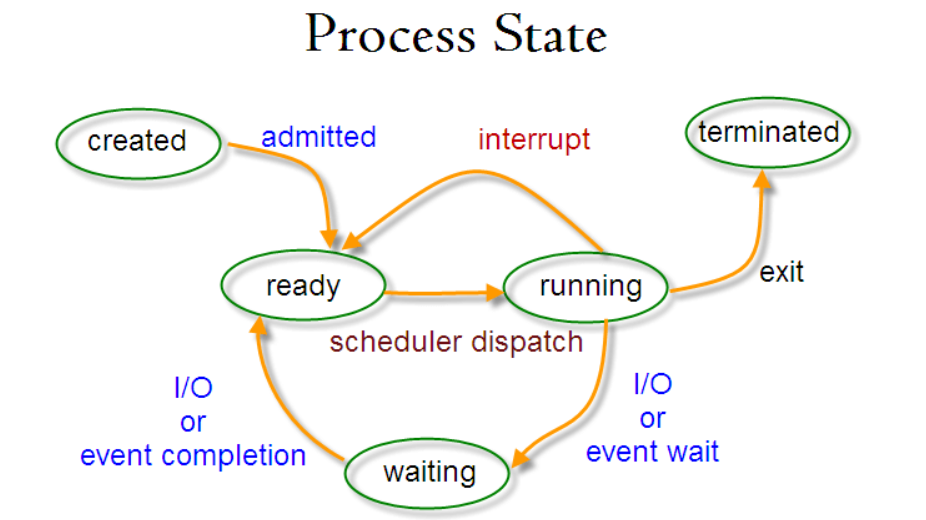 Process State
created
admitted
interrupt
terminated
ready
running
exit
scheduler dispatch
I/O
or
event completion
I/O
or
event wait
waiting